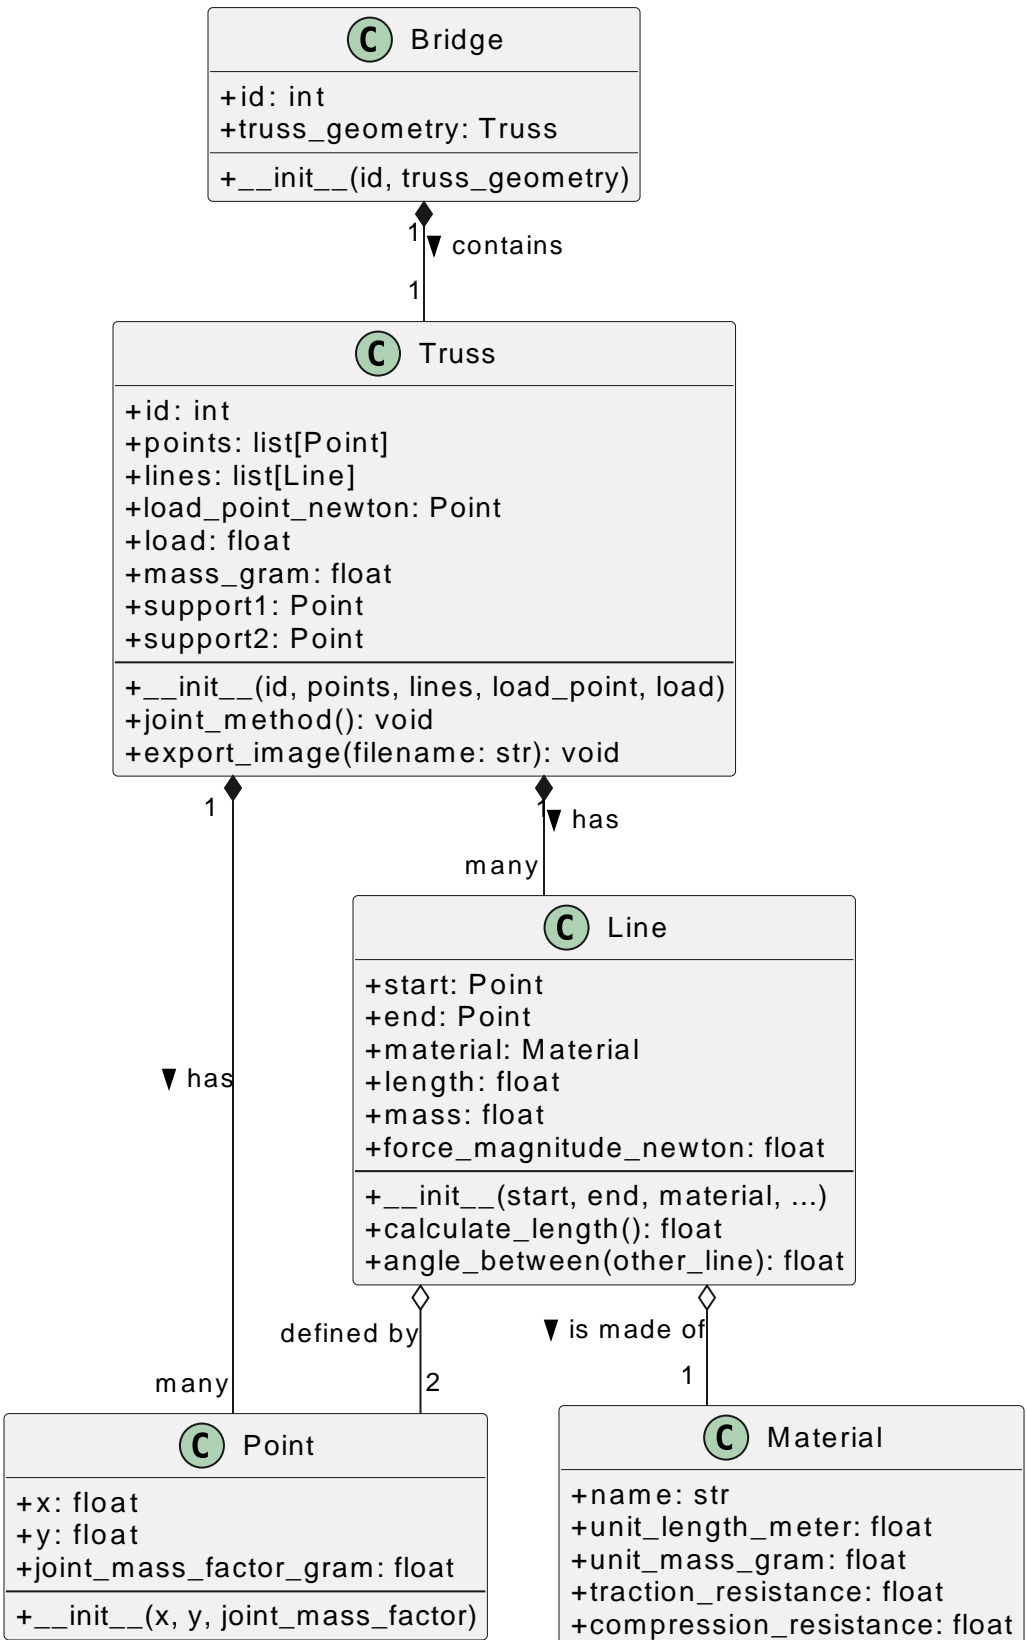 C Bridge
+id: int
+truss_geometry: Truss
+__init__(id, truss_geometry)
1
▼ contains
1
C Truss
+id: int
+points: list[Point]
+lines: list[Line]
+load_point_newton: Point
+load: float
+mass_gram: float
+support1: Point
+support2: Point
+__init__(id, points, lines, load_point, load)
+joint_method(): void
+export_image(filename: str): void
1
1
▼ has
many
C Line
+start: Point
+end: Point
+material: Material
+length: float
+mass: float
+force_magnitude_newton: float
+__init__(start, end, material, ...)
+calculate_length(): float
+angle_between(other_line): float
▼ has
defined by
▼ is made of
many
2
1
C Point
+x: float
+y: float
+joint_mass_factor_gram: float
+__init__(x, y, joint_mass_factor)
C Material
+name: str
+unit_length_meter: float
+unit_mass_gram: float
+traction_resistance: float
+compression_resistance: float